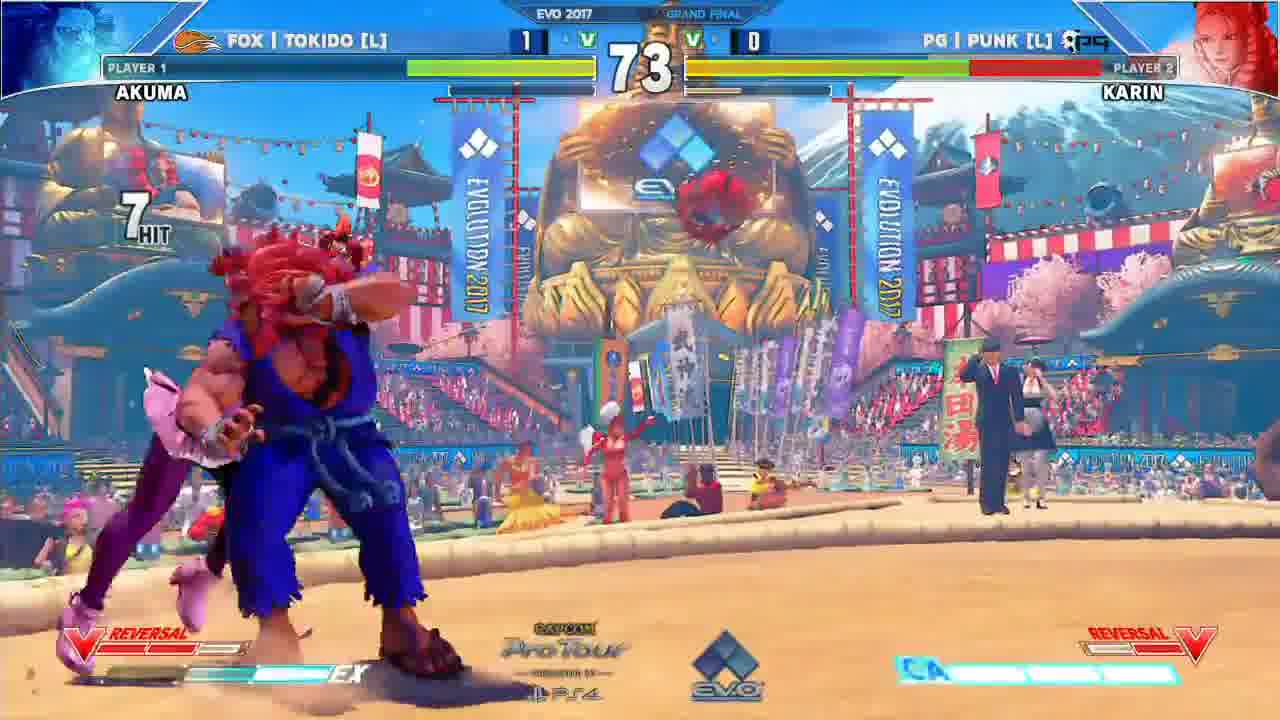 EVO 2017 GRAND FINAL
FOX | TOKIDO [L] 1 V 73 V 0 PG | PUNK [L]
PLAYER 1 PLAYER 2
AKUMA KARIN
7 HIT
EVOLUTION 2017
EVOLUTION 2017
REVERSAL
EX
CAPCOM
Pro Tour
PS4
EVO
REVERSAL
CA